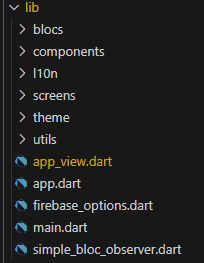 lib
blocs
components
l10n
screens
theme
utils
app_view.dart
app.dart
firebase_options.dart
main.dart
simple_bloc_observer.dart